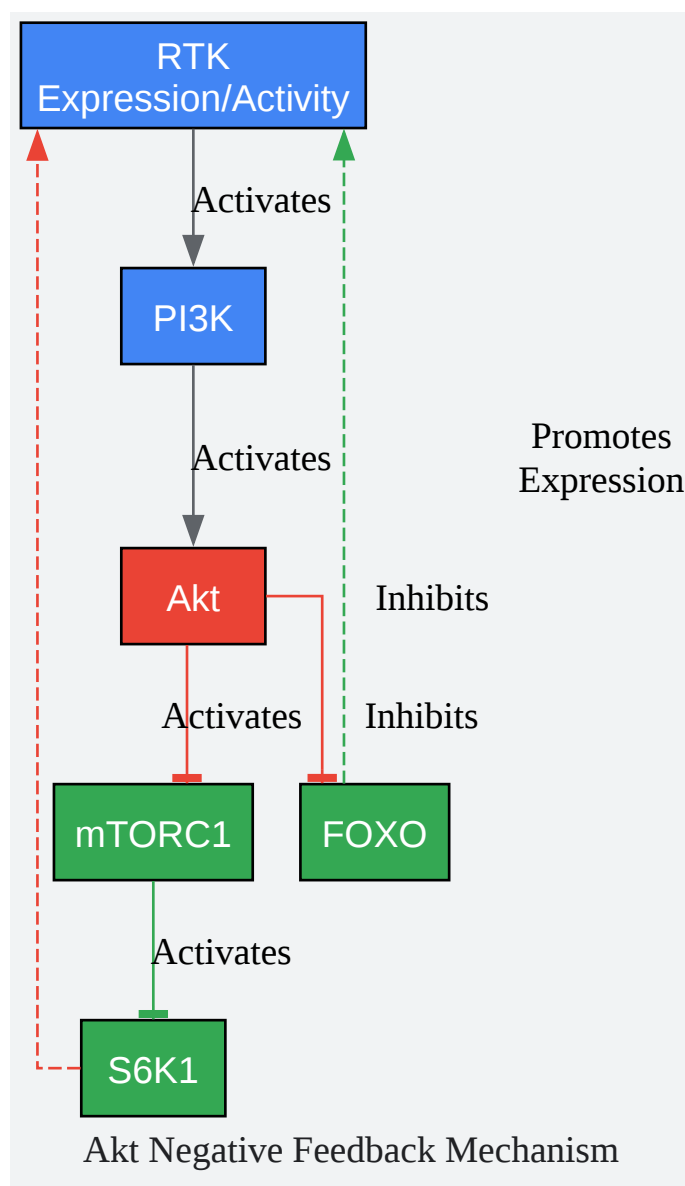 RTK
Expression/Activity
Activates
PI3K
Promotes
Expression
Activates
Akt
Inhibits
Activates
Inhibits
mTORC1
FOXO
Activates
S6K1
Akt Negative Feedback Mechanism